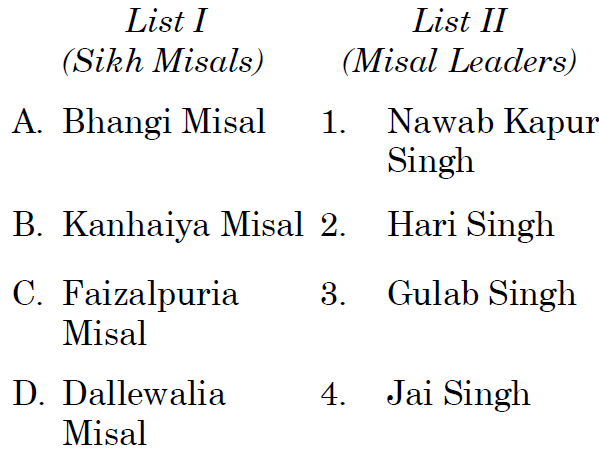 List I List II
(Sikh Misals) (Misal Leaders)
A. Bhangi Misal 1. Nawab Kapur
Singh
B. Kanhaiya Misal 2. Hari Singh
C. Faizalpuria 3. Gulab Singh
Misal
D. Dallewalia 4. Jai Singh
Misal